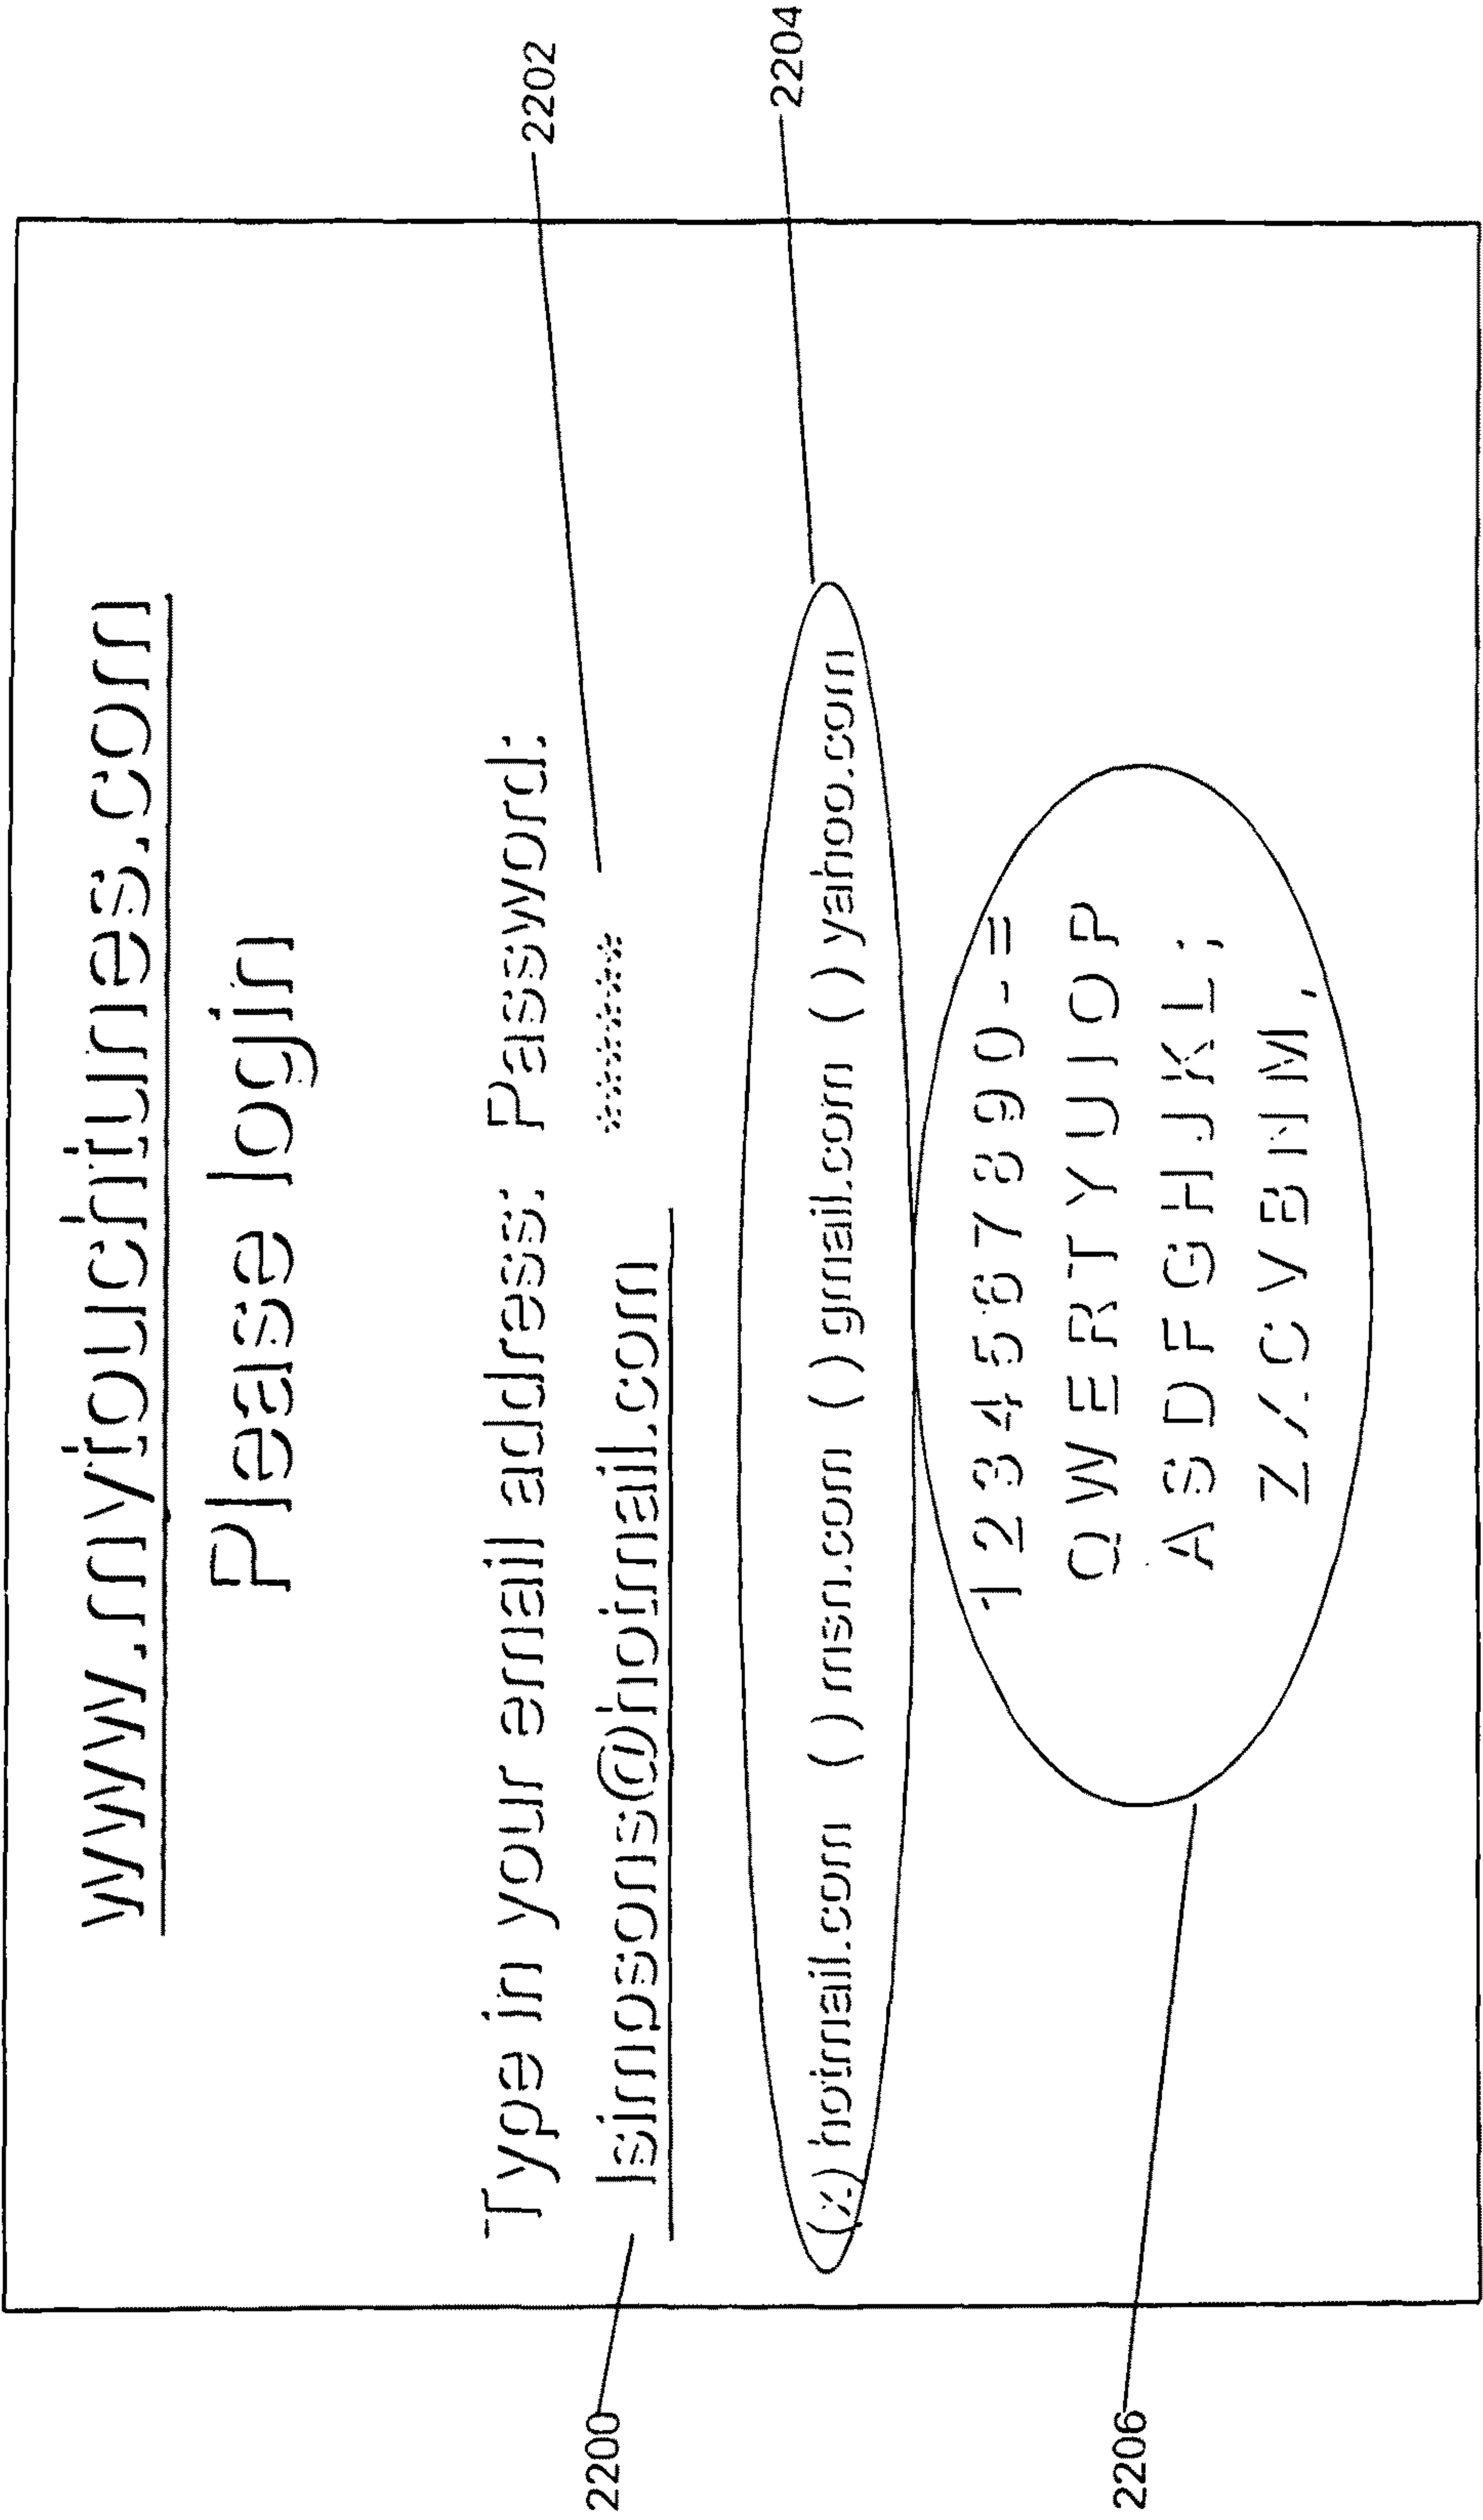 www.mytouchtunes.com
Please login
Type in your email address: Password:
lsimpsons@hotmail.com ******
(x) hotmail.com () msn.com () gmail.com () yahoo.com
1 2 3 4 5 6 7 8 9 0 - =
Q W E R T Y U I O P
A S D F G H J K L ;
Z X C V B N M ,
2200
2202
2204
2206